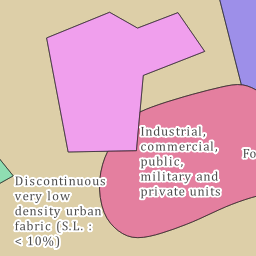 Industrial,
commercial,
public,
military and
private units
Fo
Discontinuous
very low
density urban
fabric (S.L. :
< 10%)